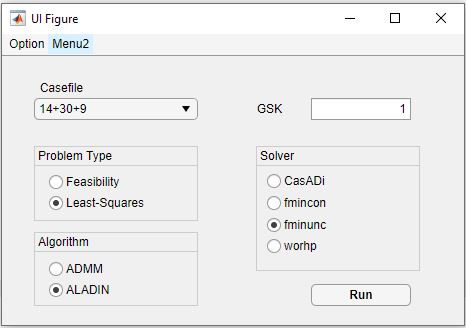 UI Figure
Option Menu2
Casefile
14+30+9
GSK 1
Problem Type
Feasibility
Least-Squares
Solver
CasADi
fmincon
fminunc
worhp
Algorithm
ADMM
ALADIN
Run